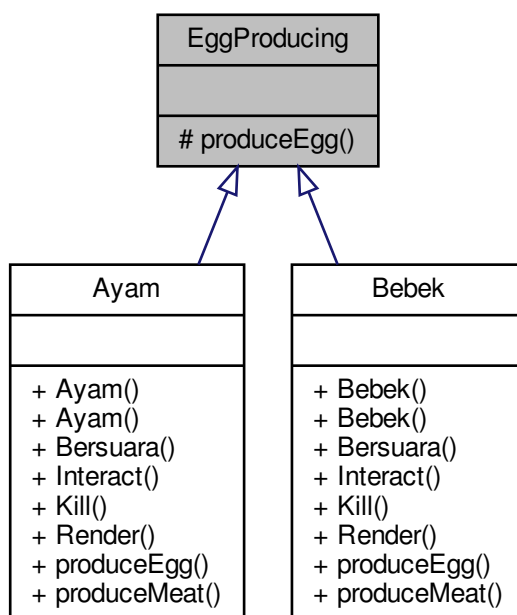 EggProducing
# produceEgg()
Ayam
+ Ayam()
+ Ayam()
+ Bersuara()
+ Interact()
+ Kill()
+ Render()
+ produceEgg()
+ produceMeat()
Bebek
+ Bebek()
+ Bebek()
+ Bersuara()
+ Interact()
+ Kill()
+ Render()
+ produceEgg()
+ produceMeat()